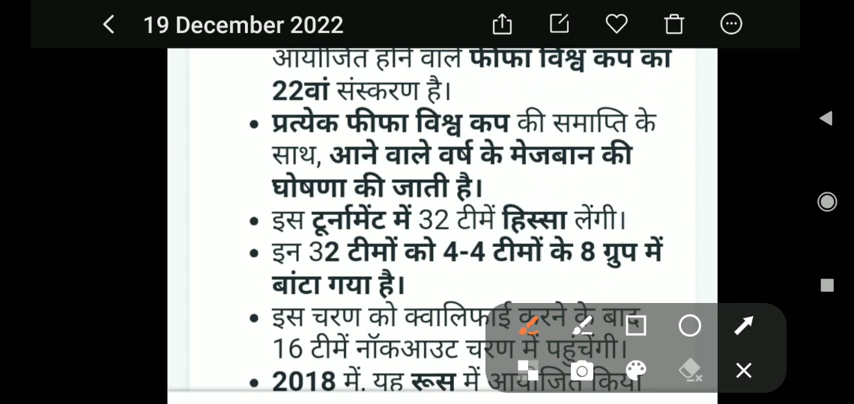 19 December 2022
आयोजित होने वाले फीफा विश्व कप का
22वां संस्करण है।
• प्रत्येक फीफा विश्व कप की समाप्ति के
साथ, आने वाले वर्ष के मेजबान की
घोषणा की जाती है।
• इस टूर्नामेंट में 32 टीमें हिस्सा लेंगी।
• इन 32 टीमों को 4-4 टीमों के 8 ग्रुप में
बांटा गया है।
• इस चरण को क्वालिफाई करने के बाद
16 टीमें नॉकआउट चरण में पहुंचेंगी।
• 2018 में, यह रूस में आयोजित किया